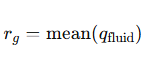 r_g = mean(q_fluid)